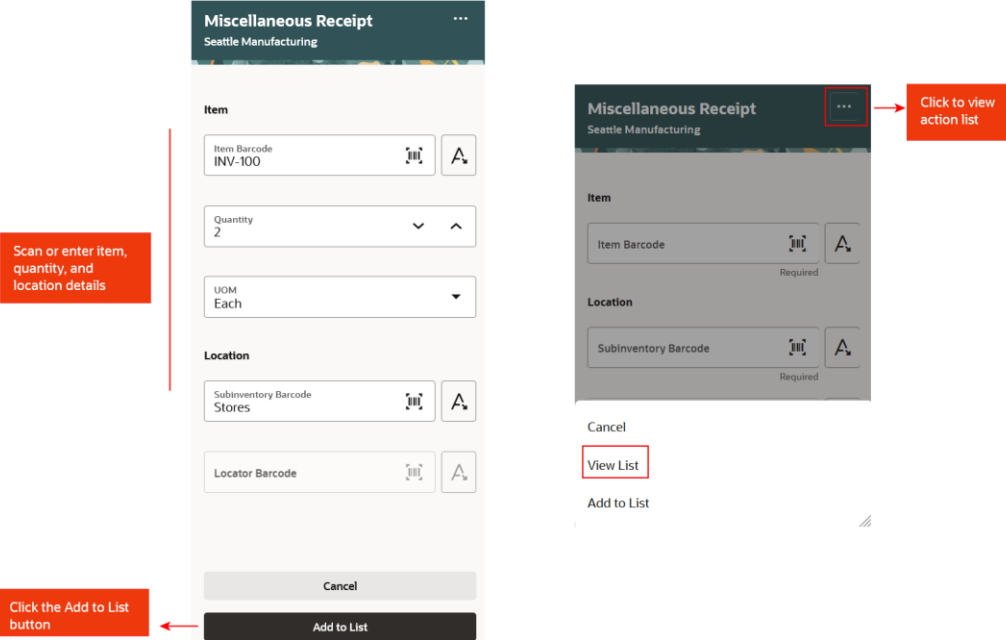 Miscellaneous Receipt
...
Seattle Manufacturing
Item
Item Barcode
INV-100
Quantity
2
UOM
Each
Location
Subinventory Barcode
Stores
Locator Barcode
Cancel
Add to List
Scan or enter item,
quantity, and
location details
Click the Add to List
button
Miscellaneous Receipt
...
Seattle Manufacturing
Item
Item Barcode
Required
Location
Subinventory Barcode
Required
Cancel
View List
Add to List
Click to view
action list